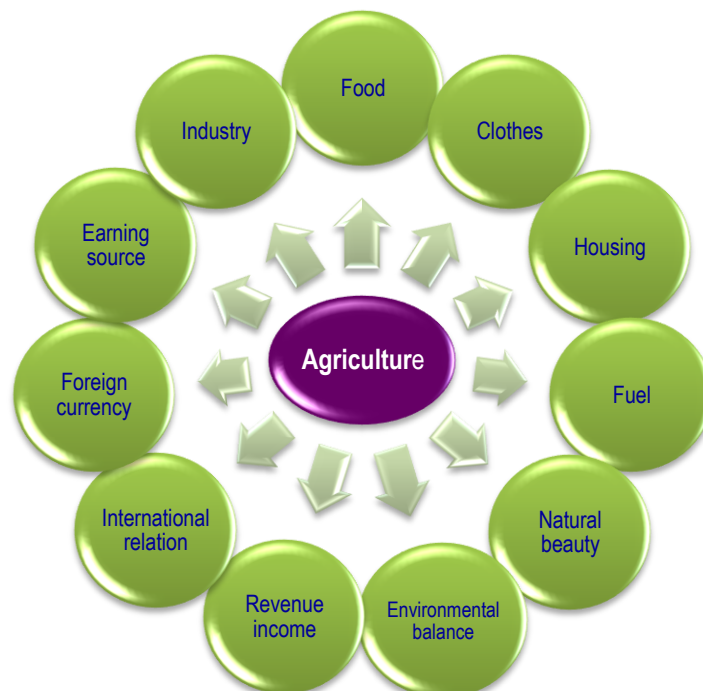 Food
Clothes
Housing
Fuel
Natural
beauty
Environmental
balance
Revenue
income
International
relation
Foreign
currency
Earning
source
Industry
Agriculture